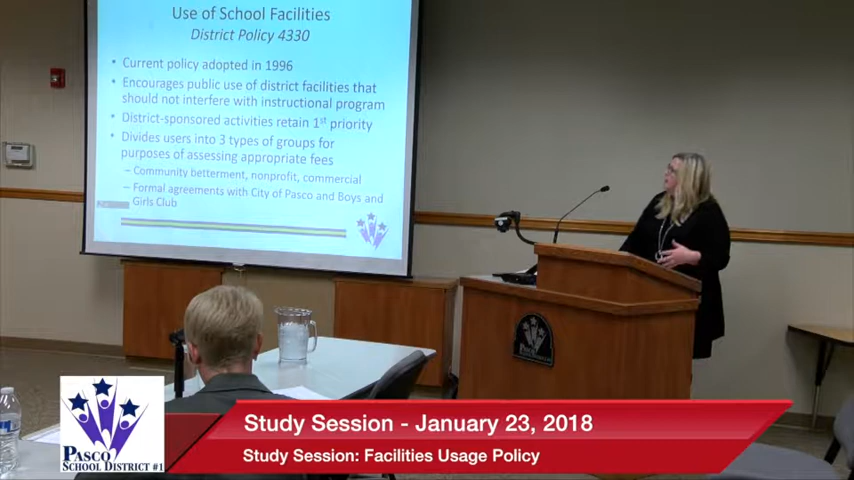 Use of School Facilities
District Policy 4330
• Current policy adopted in 1996
• Encourages public use of district facilities that
should not interfere with instructional program
• District-sponsored activities retain 1st priority
• Divides users into 3 types of groups for
purposes of assessing appropriate fees
– Community betterment, nonprofit, commercial
– Formal agreements with City of Pasco and Boys and
Girls Club
PASCO
Study Session - January 23, 2018
Study Session: Facilities Usage Policy
PASCO
SCHOOL DISTRICT #1